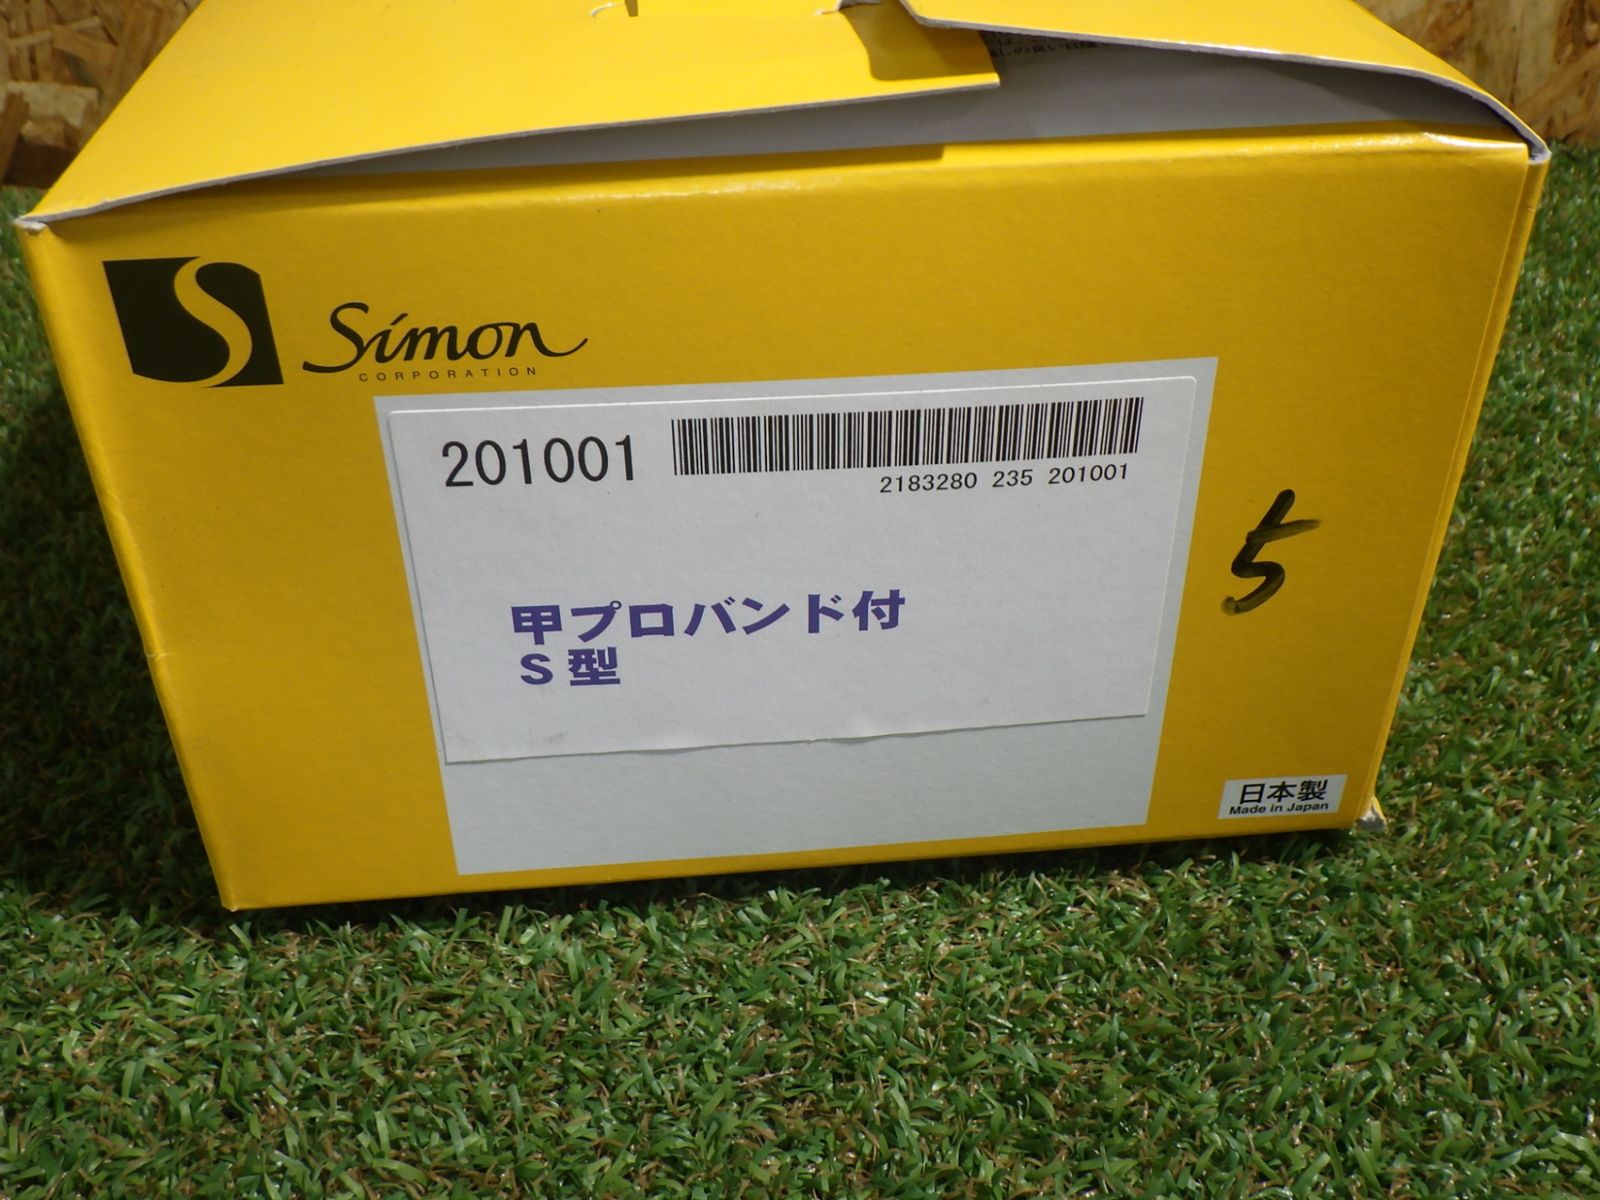 Simon
CORPORATION
201001
2183280 235 201001
甲プロバンド付
S型
5
日本製
Made in Japan